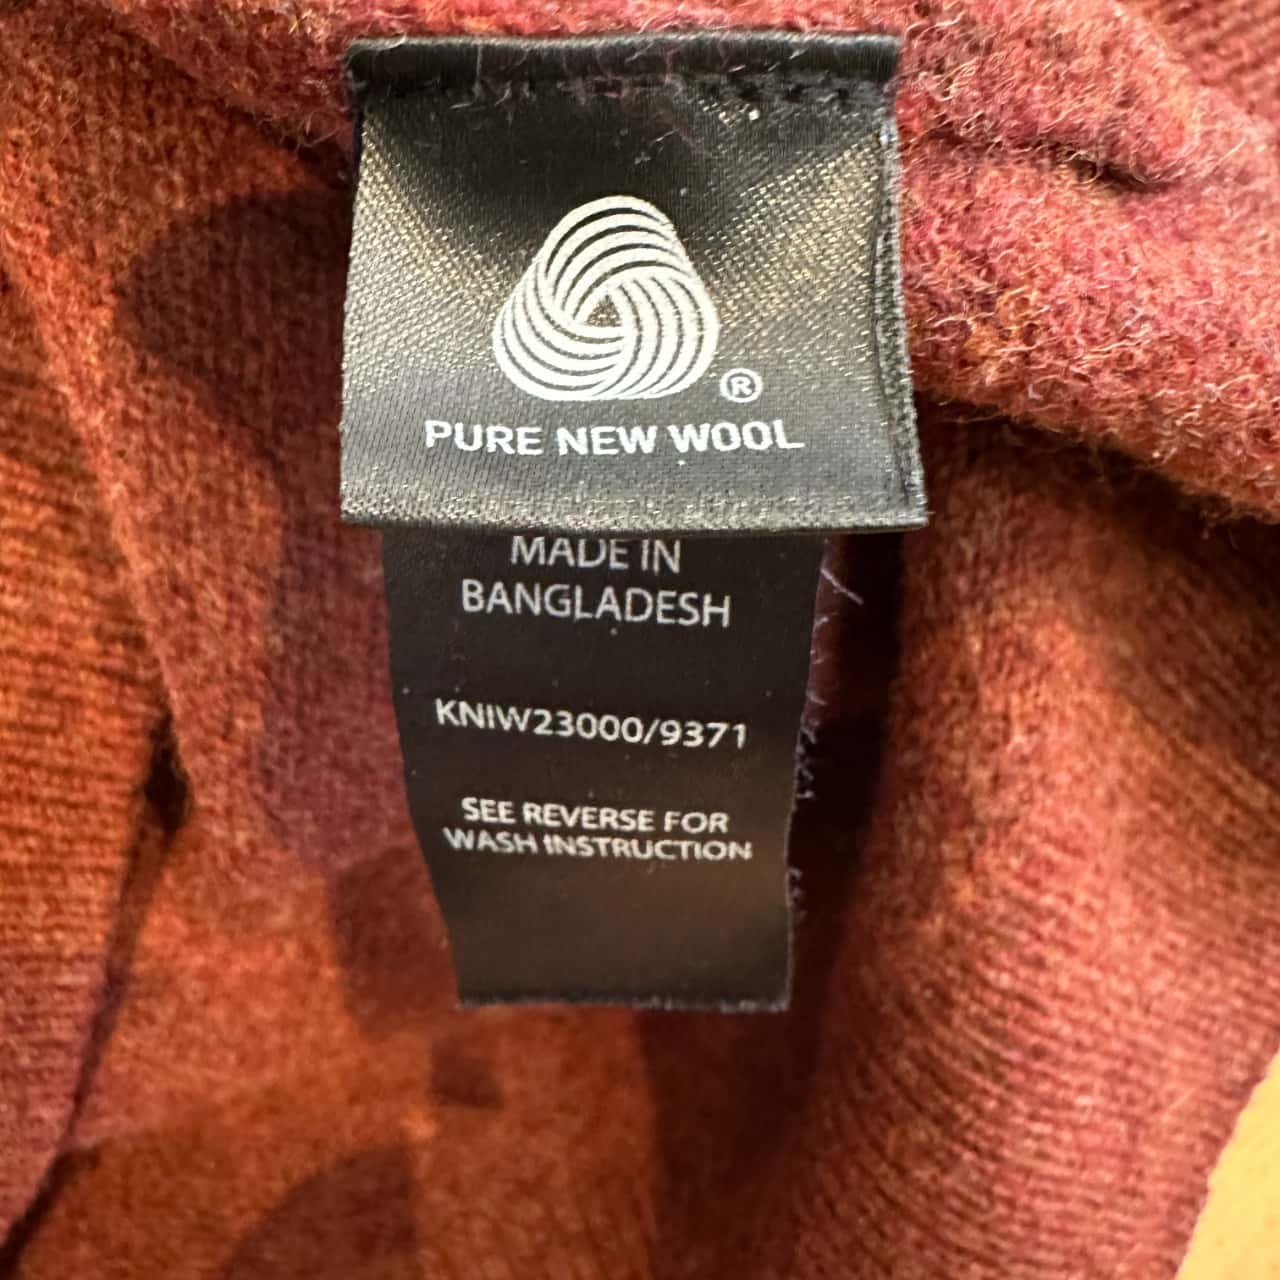 ®
PURE NEW WOOL
MADE IN
BANGLADESH
KNIW23000/9371
SEE REVERSE FOR
WASH INSTRUCTION